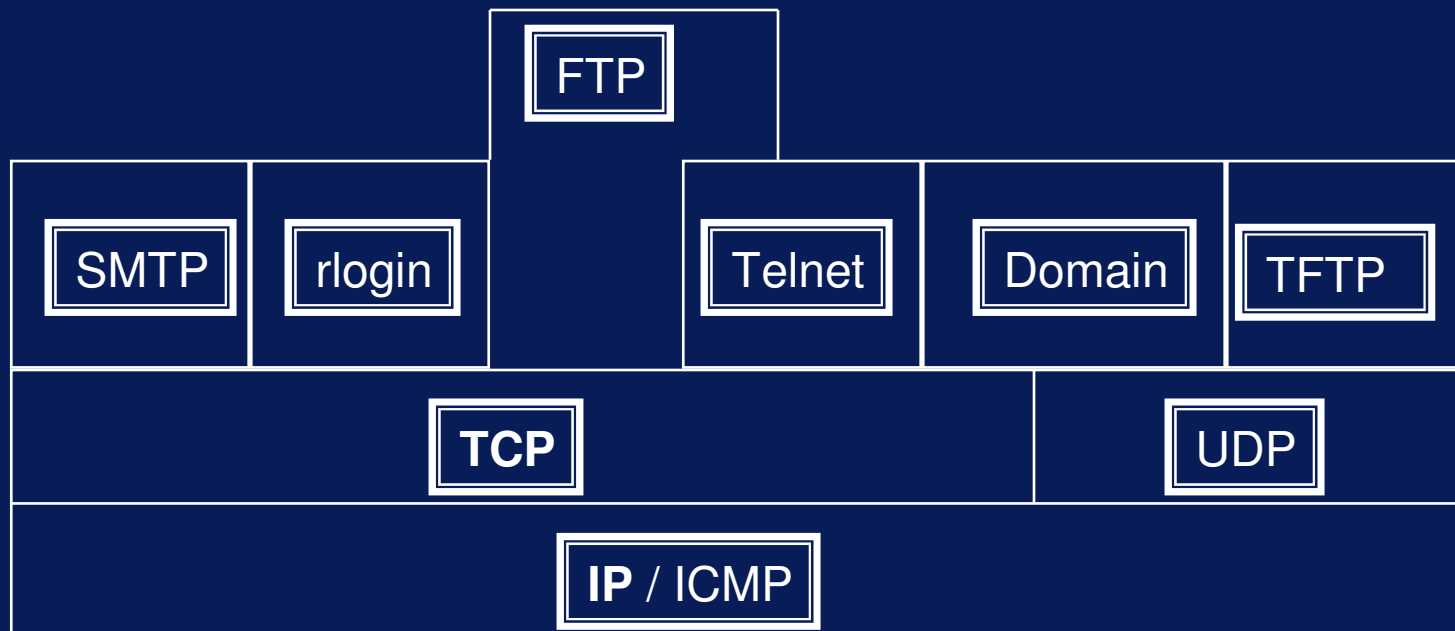 FTP
SMTP
rlogin
Telnet
Domain
TFTP
TCP
UDP
IP / ICMP